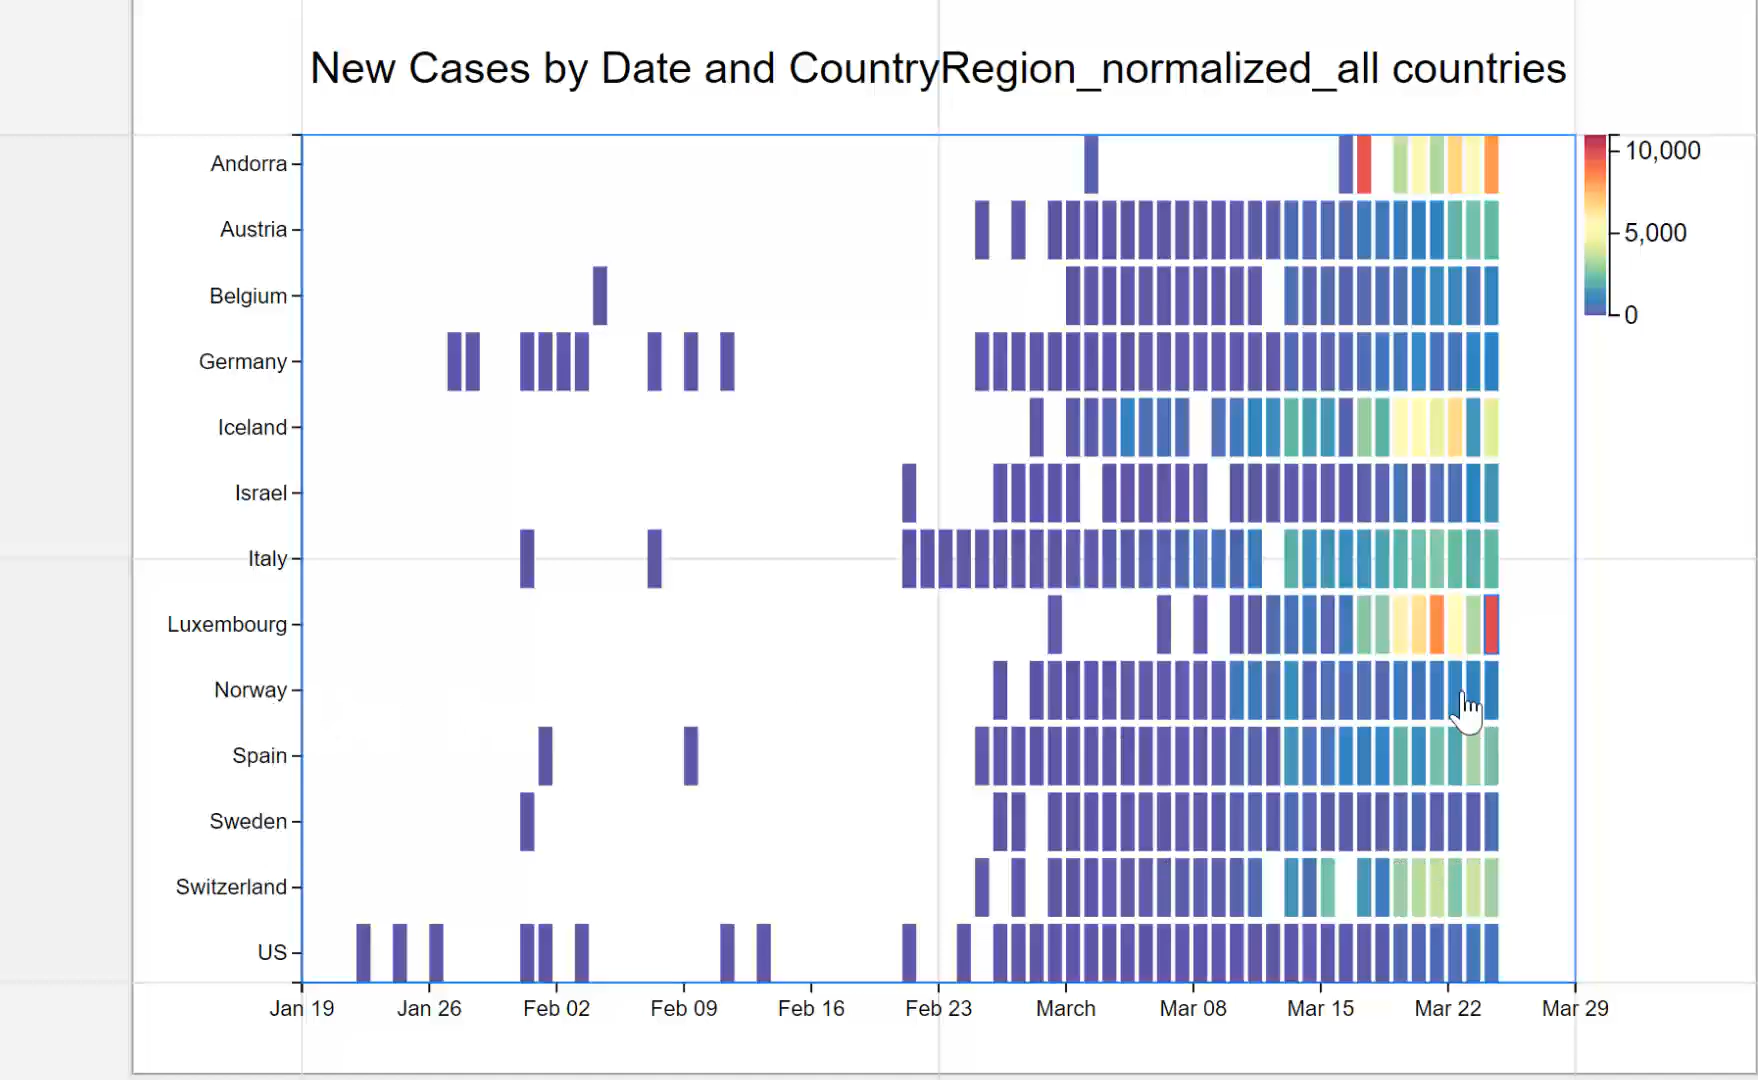 New Cases by Date and CountryRegion_normalized_all countries
Andorra
Austria
Belgium
Germany
Iceland
Israel
Italy
Luxembourg
Norway
Spain
Sweden
Switzerland
US
Jan 19 Jan 26 Feb 02 Feb 09 Feb 16 Feb 23 March Mar 08 Mar 15 Mar 22 Mar 29
10,000
5,000
0